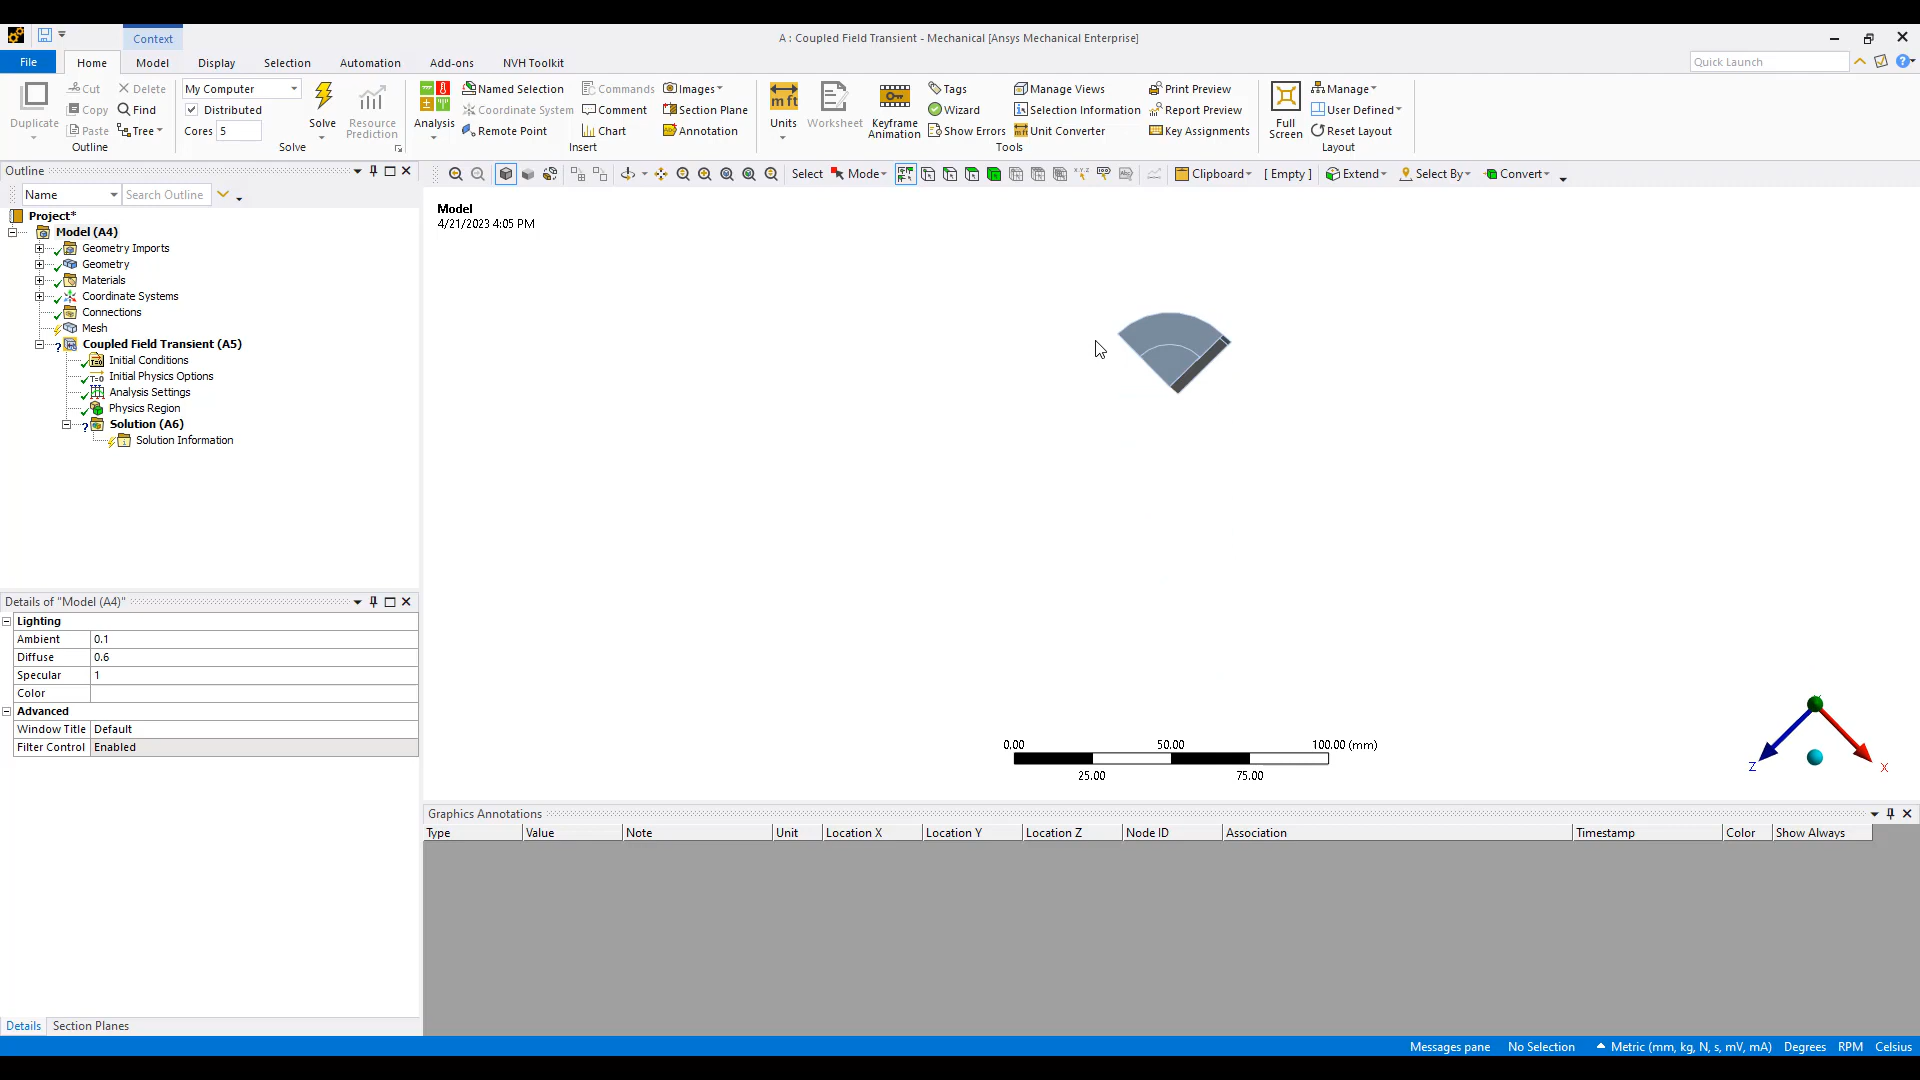 Context
A : Coupled Field Transient - Mechanical [Ansys Mechanical Enterprise]
File Home Model Display Selection Automation Add-ons NVH Toolkit Quick Launch
Duplicate Cut Copy Paste Delete Find Tree Outline
My Computer Distributed Cores 5 Solve Resource Prediction Solve
Analysis Named Selection Coordinate System Remote Point Commands Comment Chart Images Section Plane Annotation Insert
Units Worksheet Keyframe Animation Tags Wizard Show Errors Manage Views Selection Information Unit Converter Print Preview Report Preview Key Assignments Tools
Full Screen Manage User Defined Reset Layout Layout
Outline
Name Search Outline
Select Mode Clipboard [ Empty ] Extend Select By Convert
Project*
Model (A4)
Geometry Imports
Geometry
Materials
Coordinate Systems
Connections
Mesh
Coupled Field Transient (A5)
Initial Conditions
Initial Physics Options
Analysis Settings
Physics Region
Solution (A6)
Solution Information
Model
4/21/2023 4:05 PM
0.00 50.00 100.00 (mm)
25.00 75.00
Z X
Details of "Model (A4)"
Lighting
Ambient 0.1
Diffuse 0.6
Specular 1
Color
Advanced
Window Title Default
Filter Control Enabled
Graphics Annotations
Type Value Note Unit Location X Location Y Location Z Node ID Association Timestamp Color Show Always
Details Section Planes
Messages pane No Selection Metric (mm, kg, N, s, mV, mA) Degrees RPM Celsius